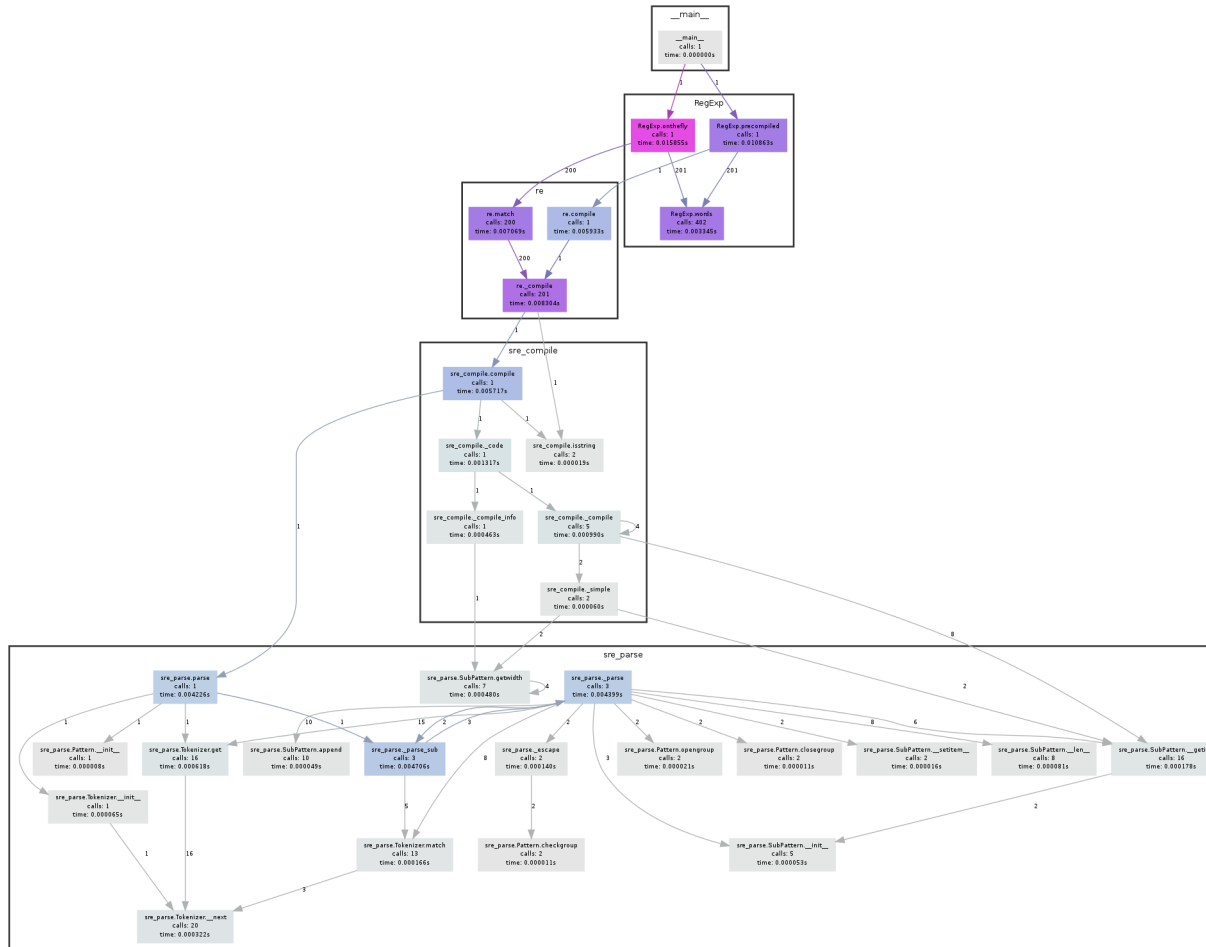 __main__
__main__
calls: 1
time: 0.000000s
1
1
RegExp
RegExp.onthefly
calls: 1
time: 0.015855s
RegExp.precompiled
calls: 1
time: 0.010863s
200
201
1
201
re
re.match
calls: 200
time: 0.007069s
re.compile
calls: 1
time: 0.005933s
RegExp.words
calls: 402
time: 0.003345s
200
1
re._compile
calls: 201
time: 0.008304s
1
sre_compile
sre_compile.compile
calls: 1
time: 0.005717s
1
1
1
sre_compile._code
calls: 1
time: 0.001317s
sre_compile.isstring
calls: 2
time: 0.000019s
1
1
sre_compile._compile_info
calls: 1
time: 0.000463s
sre_compile._compile
calls: 5
time: 0.000990s
4
1
2
sre_compile._simple
calls: 2
time: 0.000060s
1
2
8
sre_parse
sre_parse.parse
calls: 1
time: 0.004226s
sre_parse.SubPattern.getwidth
calls: 7
time: 0.000480s
4
sre_parse._parse
calls: 3
time: 0.004399s
2
1
1
1
1
10
15
2
3
2
2
2
2
8
6
sre_parse.Pattern.__init__
calls: 1
time: 0.000008s
sre_parse.Tokenizer.get
calls: 16
time: 0.000618s
sre_parse.SubPattern.append
calls: 10
time: 0.000049s
sre_parse._parse_sub
calls: 3
time: 0.004706s
8
sre_parse._escape
calls: 2
time: 0.000140s
3
sre_parse.Pattern.opengroup
calls: 2
time: 0.000021s
sre_parse.Pattern.closegroup
calls: 2
time: 0.000011s
sre_parse.SubPattern.__setitem__
calls: 2
time: 0.000016s
sre_parse.SubPattern.__len__
calls: 8
time: 0.000081s
sre_parse.SubPattern.__geti
calls: 16
time: 0.000178s
sre_parse.Tokenizer.__init__
calls: 1
time: 0.000065s
5
2
2
1
16
sre_parse.Tokenizer.match
calls: 13
time: 0.000166s
sre_parse.Pattern.checkgroup
calls: 2
time: 0.000011s
sre_parse.SubPattern.__init__
calls: 5
time: 0.000053s
3
sre_parse.Tokenizer.__next
calls: 20
time: 0.000322s